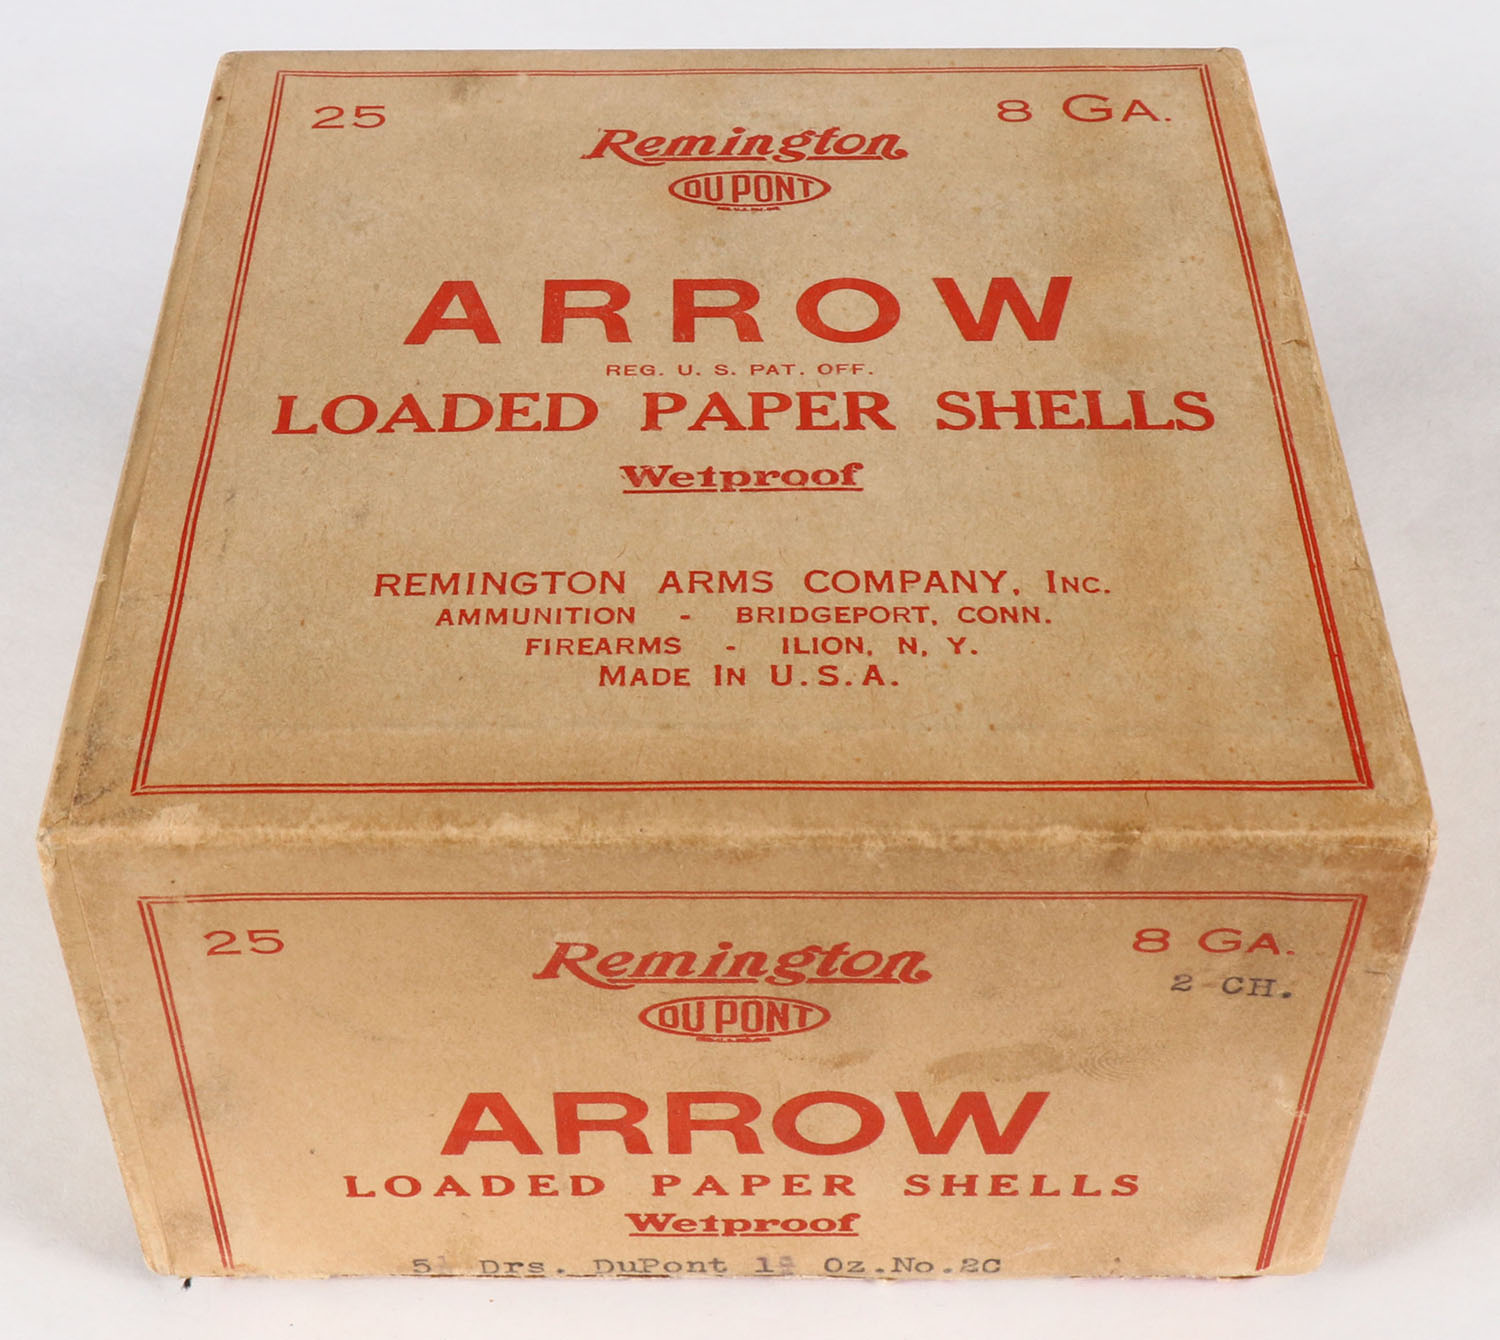 25 8 GA.
Remington
DU PONT
ARROW
REG. U. S. PAT. OFF.
LOADED PAPER SHELLS
Wetproof
REMINGTON ARMS COMPANY, INC.
AMMUNITION - BRIDGEPORT, CONN.
FIREARMS - ILION, N. Y.
MADE IN U.S.A.
25 8 GA.
2 CH.
Remington
DU PONT
ARROW
LOADED PAPER SHELLS
Wetproof
Drs. DuPont Oz.No.2C